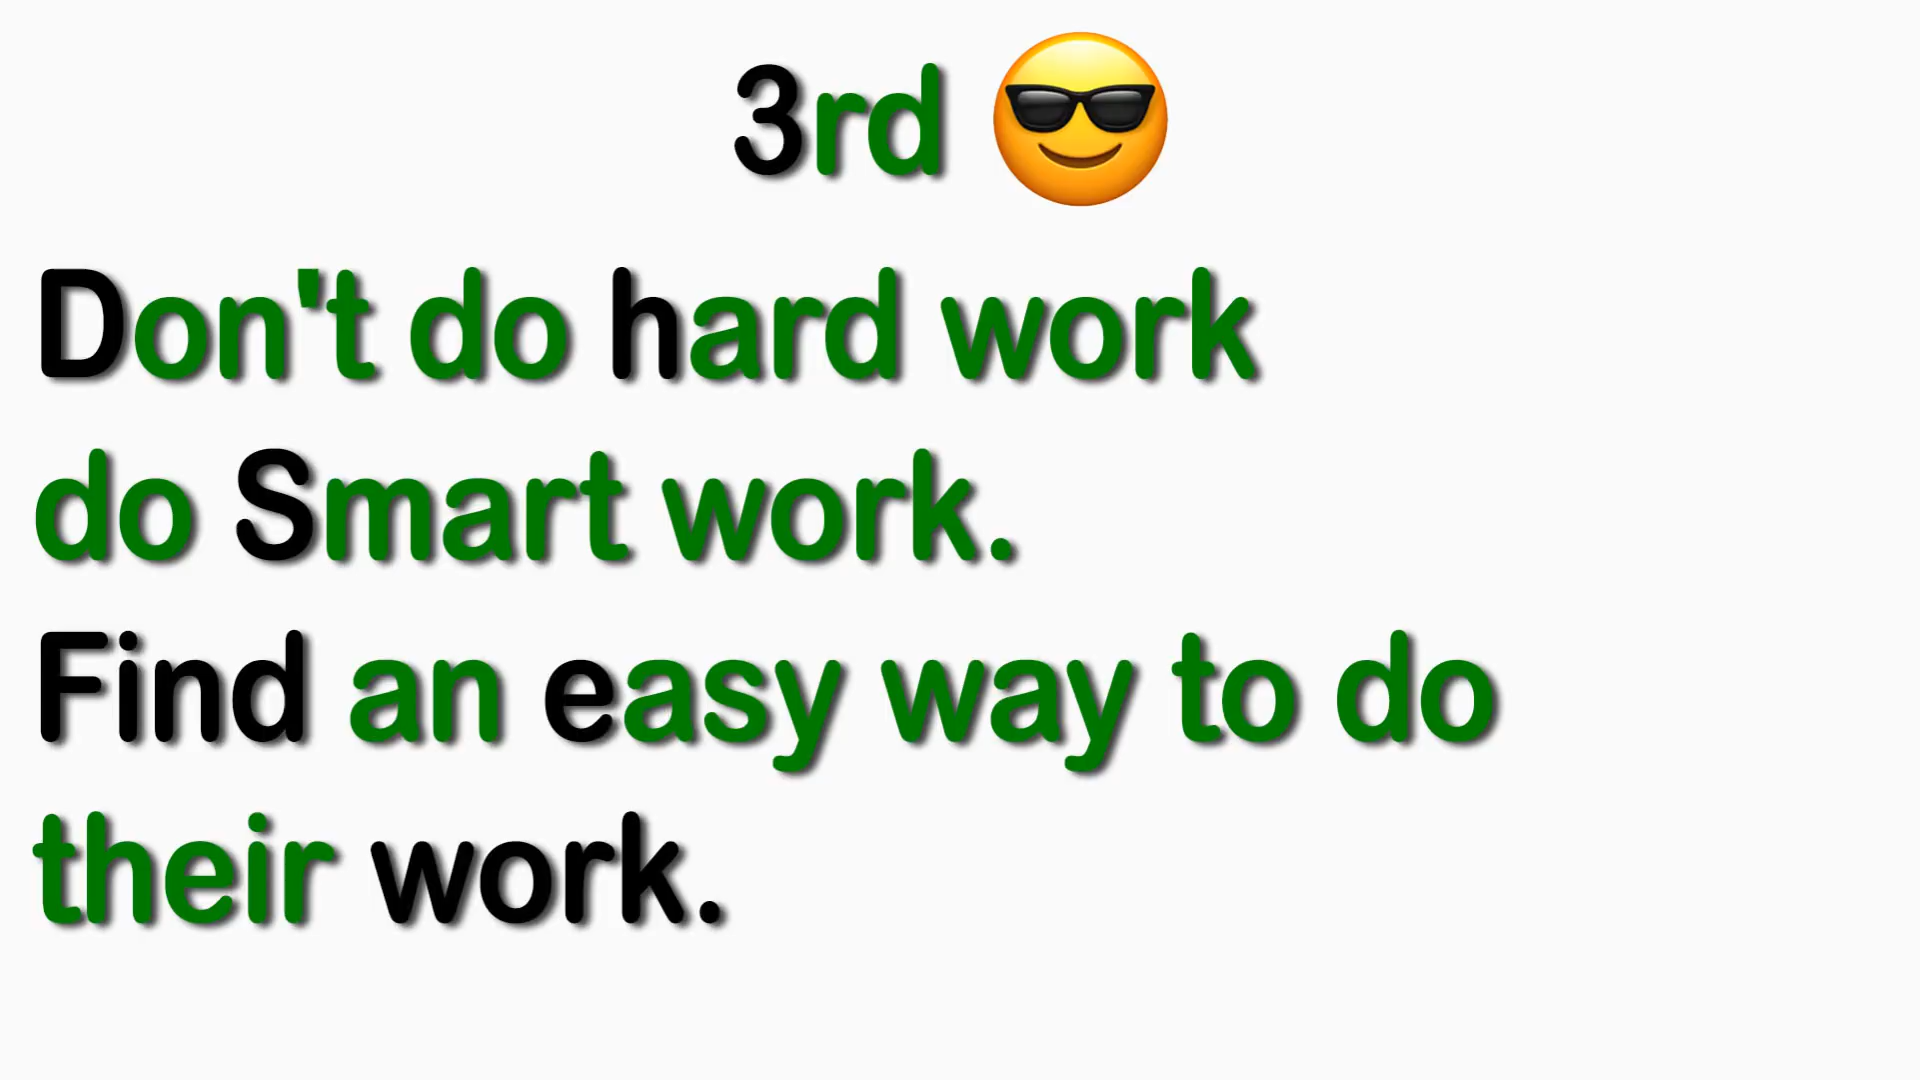 3rd 😎
Don't do hard work
do Smart work.
Find an easy way to do
their work.